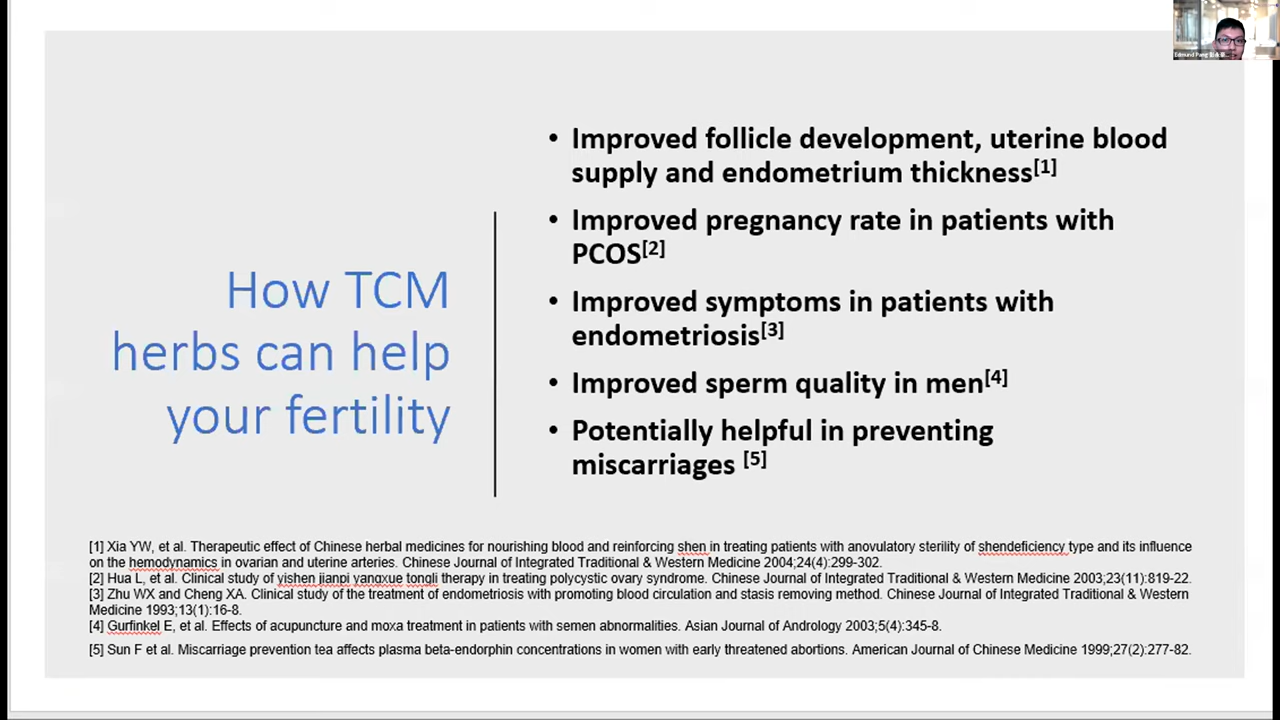 How TCM
herbs can help
your fertility
• Improved follicle development, uterine blood
supply and endometrium thickness[1]
• Improved pregnancy rate in patients with
PCOS[2]
• Improved symptoms in patients with
endometriosis[3]
• Improved sperm quality in men[4]
• Potentially helpful in preventing
miscarriages [5]
[1] Xia YW, et al. Therapeutic effect of Chinese herbal medicines for nourishing blood and reinforcing shen in treating patients with anovulatory sterility of shendeficiency type and its influence
on the hemodynamics in ovarian and uterine arteries. Chinese Journal of Integrated Traditional & Western Medicine 2004;24(4):299-302.
[2] Hua L, et al. Clinical study of yishen jianpi yangxue tongli therapy in treating polycystic ovary syndrome. Chinese Journal of Integrated Traditional & Western Medicine 2003;23(11):819-22.
[3] Zhu WX and Cheng XA. Clinical study of the treatment of endometriosis with promoting blood circulation and stasis removing method. Chinese Journal of Integrated Traditional & Western
Medicine 1993;13(1):16-8.
[4] Gurfinkel E, et al. Effects of acupuncture and moxa treatment in patients with semen abnormalities. Asian Journal of Andrology 2003;5(4):345-8.
[5] Sun F et al. Miscarriage prevention tea affects plasma beta-endorphin concentrations in women with early threatened abortions. American Journal of Chinese Medicine 1999;27(2):277-82.
Edmund